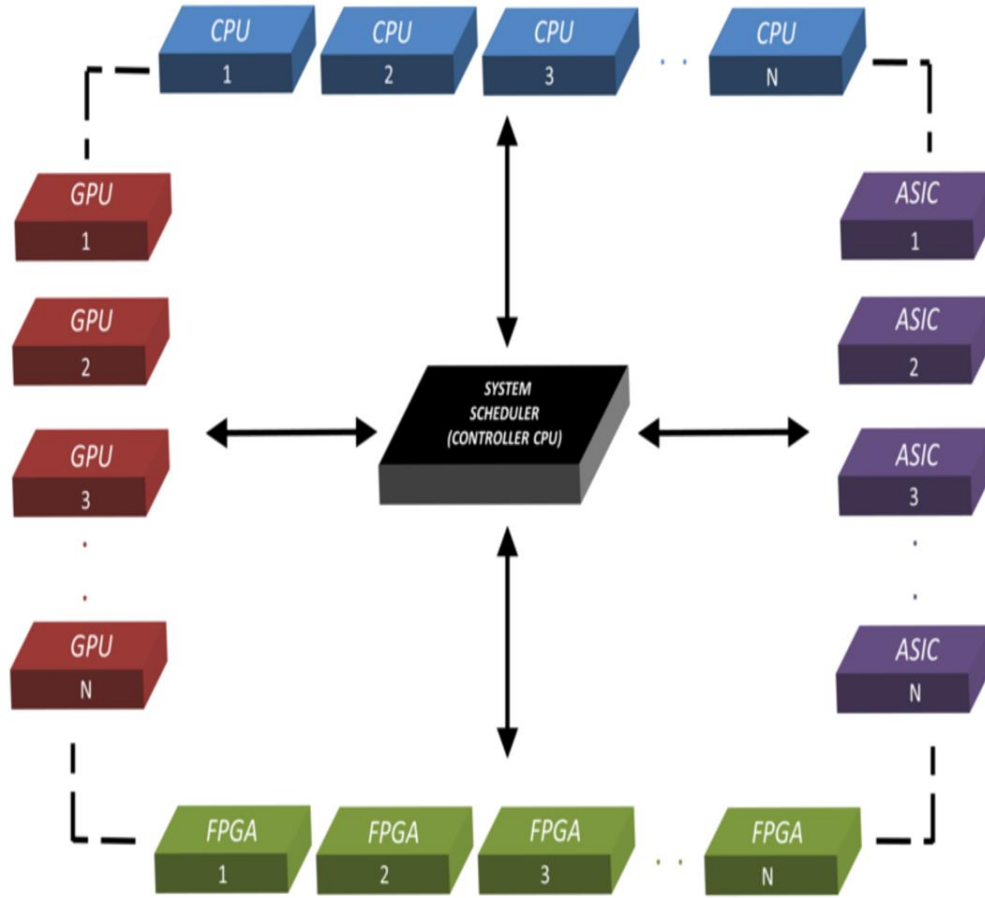 CPU
1
CPU
2
CPU
3
CPU
N
GPU
1
GPU
2
GPU
3
GPU
N
SYSTEM
SCHEDULER
(CONTROLLER CPU)
ASIC
1
ASIC
2
ASIC
3
ASIC
N
FPGA
1
FPGA
2
FPGA
3
FPGA
N